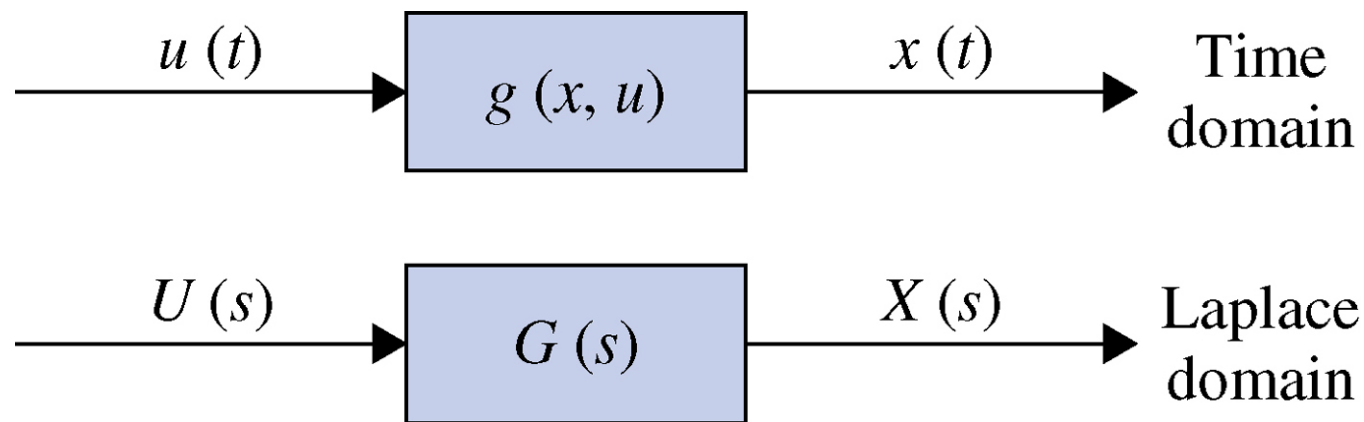 u (t)
g (x, u)
x (t)
Time
domain
U (s)
G (s)
X (s)
Laplace
domain